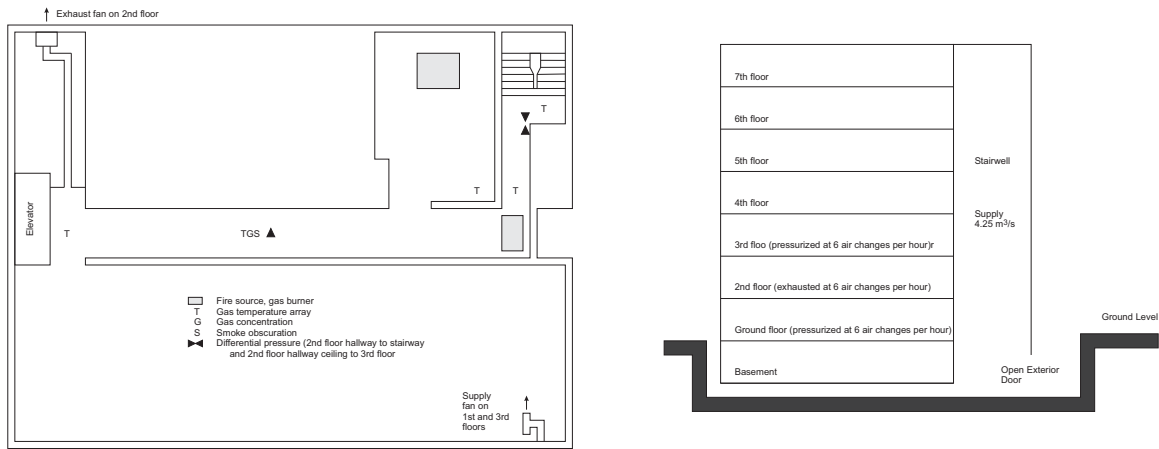 Exhaust fan on 2nd floor
T
T
T
Elevator
T
TGS
Fire source, gas burner
T Gas temperature array
G Gas concentration
S Smoke obscuration
Differential pressure (2nd floor hallway to stairway
and 2nd floor hallway ceiling to 3rd floor
Supply
fan on
1st and 3rd
floors
7th floor
6th floor
5th floor
Stairwell
4th floor
Supply
4.25 m³/s
3rd floo (pressurized at 6 air changes per hour)r
2nd floor (exhausted at 6 air changes per hour)
Ground floor (pressurized at 6 air changes per hour)
Ground Level
Basement
Open Exterior
Door